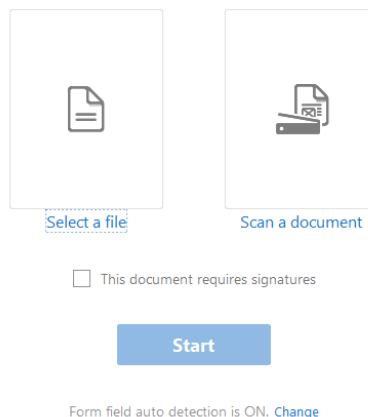 Select a file
Scan a document
This document requires signatures
Start
Form field auto detection is ON. Change